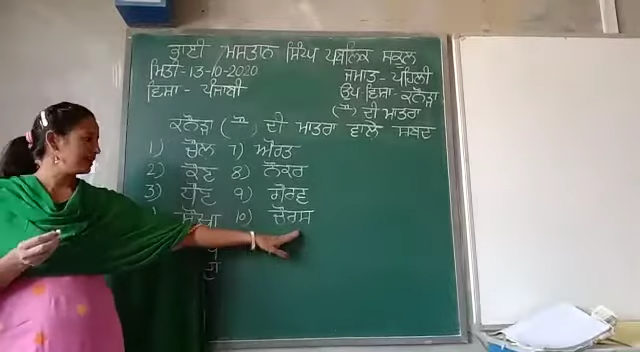 ਭਾਈ ਮਸਤਾਨ ਸਿੰਘ ਪਬਲਿਕ ਸਕੂਲ
ਮਿਤੀ-13-10-2020 ਜਮਾਤ-ਪਹਿਲੀ
ਵਿਸ਼ਾ - ਪੰਜਾਬੀ ਉਪ ਵਿਸ਼ਾ-ਕਨੌੜਾ
( ੌ ) ਦੀ ਮਾਤਰਾ
ਕਨੌੜਾ ( ੌ ) ਦੀ ਮਾਤਰਾ ਵਾਲੇ ਸ਼ਬਦ
1) ਚੌਲ 7) ਔਰਤ
2) ਕੌਣ 8) ਨੌਕਰ
3) ਧੌਣ 9) ਗੌਰਵ
10) ਚੌਰਸ